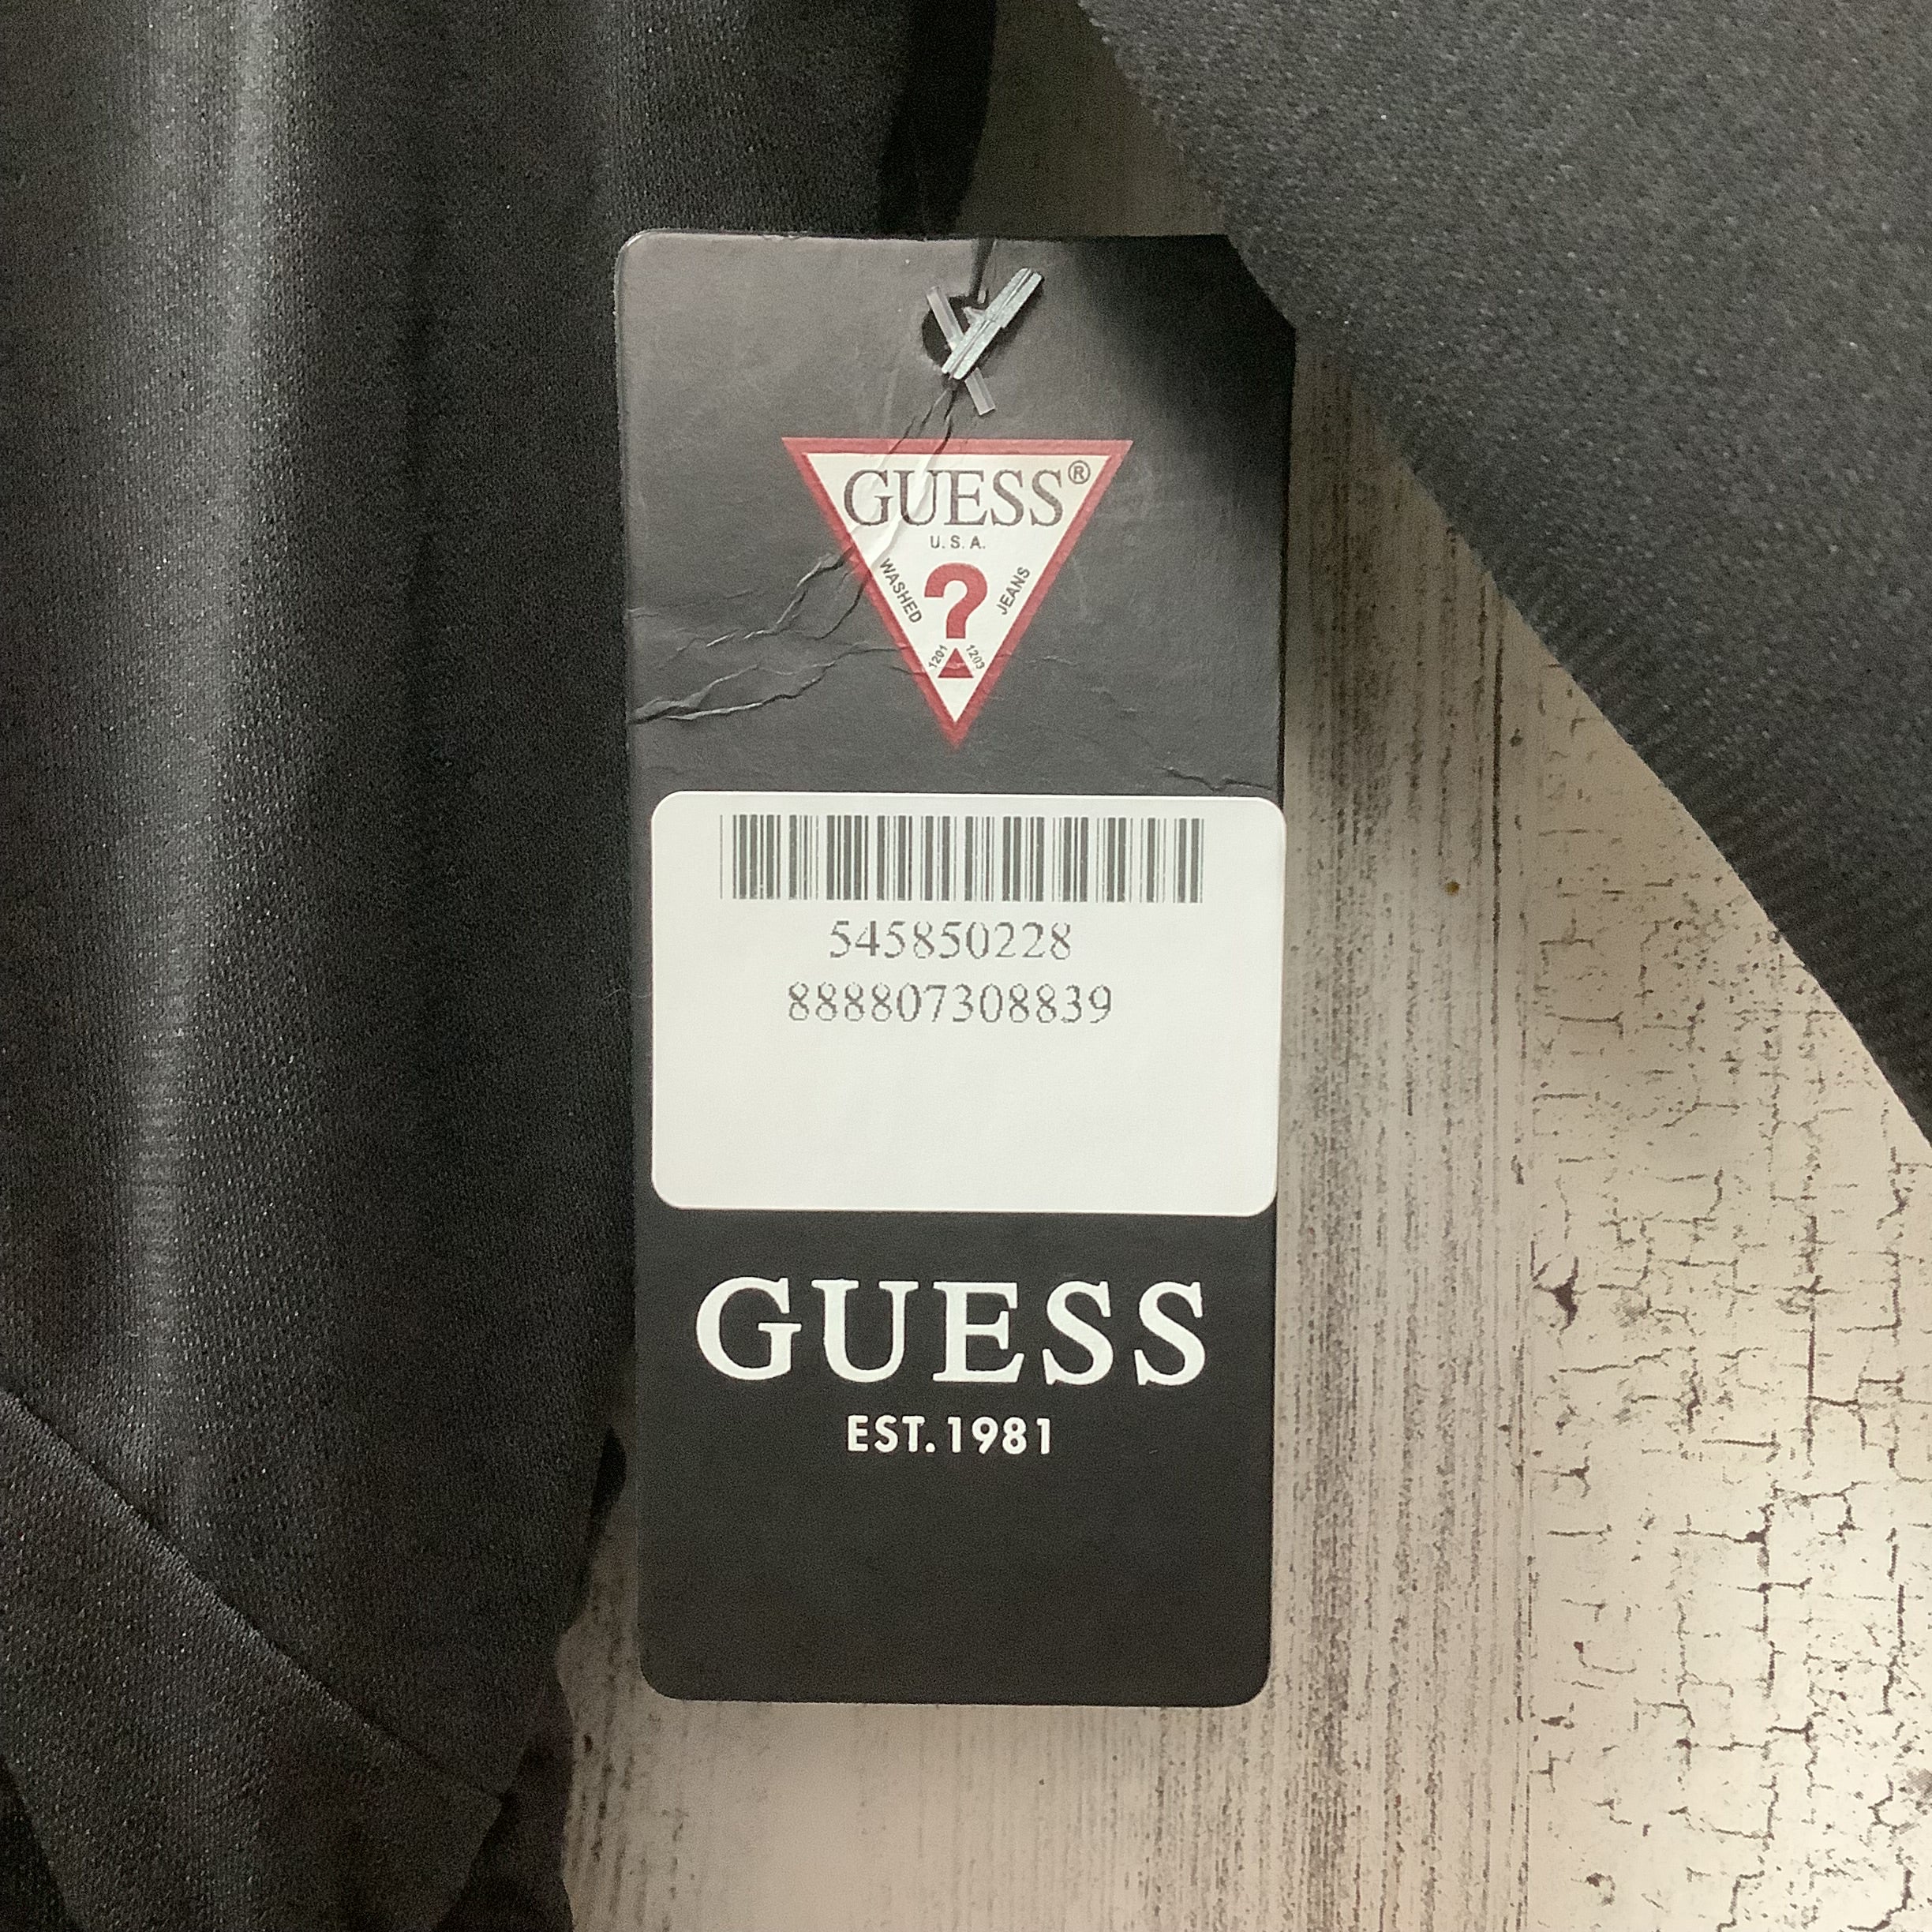 GUESS®
U.S.A.
WASHED
?
JEANS
1201
1203
545850228
888807308839
GUESS
EST.1981